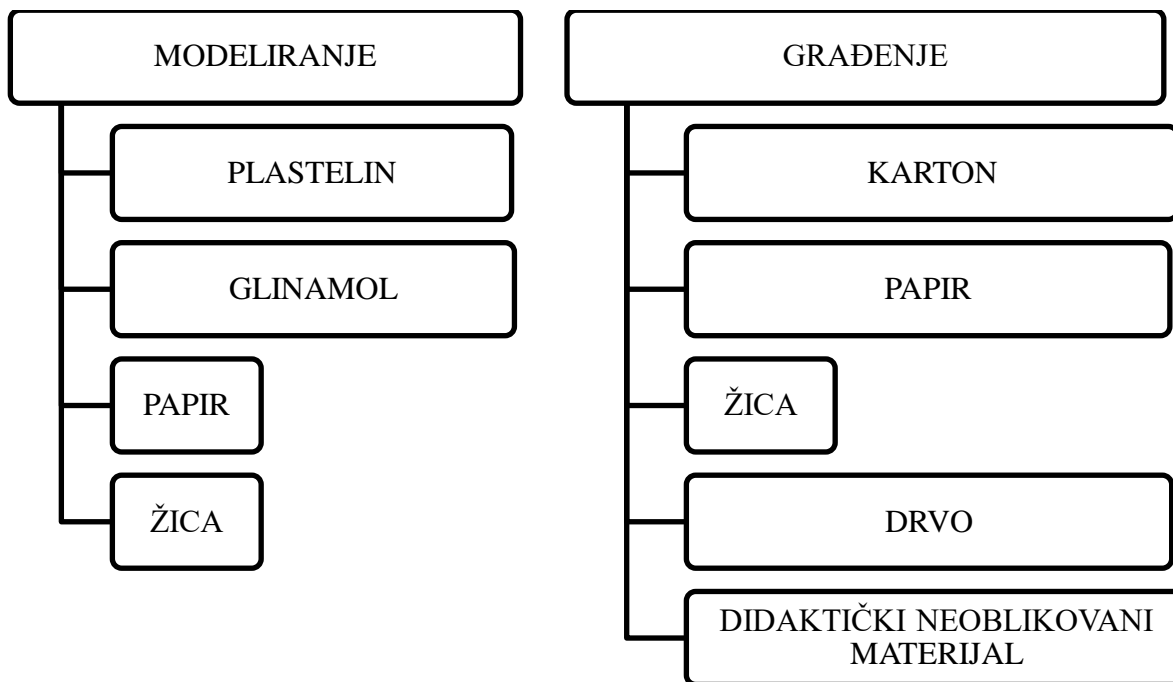 MODELIRANJE
PLASTELIN
GLINAMOL
PAPIR
ŽICA
GRAĐENJE
KARTON
PAPIR
ŽICA
DRVO
DIDAKTIČKI NEOBLIKOVANI
MATERIJAL